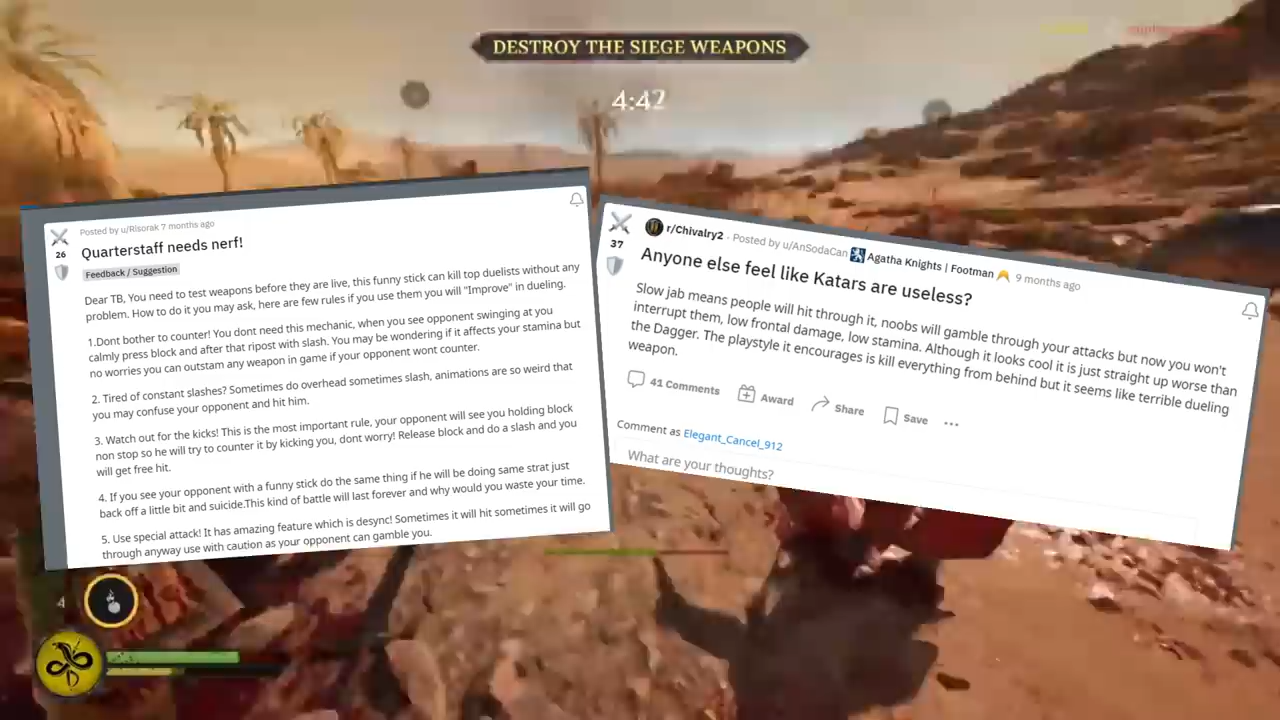 DESTROY THE SIEGE WEAPONS
4:42
Posted by u/Risorak 7 months ago
26
Quarterstaff needs nerf!
Feedback / Suggestion
Dear TB, You need to test weapons before they are live, this funny stick can kill top duelists without any
problem. How to do it you may ask, here are few rules if you use them you will "Improve" in dueling.
1.Dont bother to counter! You dont need this mechanic, when you see opponent swinging at you
calmly press block and after that ripost with slash. You may be wondering if it affects your stamina but
no worries you can outstam any weapon in game if your opponent wont counter.
2. Tired of constant slashes? Sometimes do overhead sometimes slash, animations are so weird that
you may confuse your opponent and hit him.
3. Watch out for the kicks! This is the most important rule, your opponent will see you holding block
non stop so he will try to counter it by kicking you, dont worry! Release block and do a slash and you
will get free hit.
4. If you see your opponent with a funny stick do the same thing if he will be doing same strat just
back off a little bit and suicide.This kind of battle will last forever and why would you waste your time.
5. Use special attack! It has amazing feature which is desync! Sometimes it will hit sometimes it will go
through anyway use with caution as your opponent can gamble you.
r/Chivalry2 - Posted by u/AnSodaCan Agatha Knights | Footman 9 months ago
37
Anyone else feel like Katars are useless?
Slow jab means people will hit through it, noobs will gamble through your attacks but now you won't
interrupt them, low frontal damage, low stamina. Although it looks cool it is just straight up worse than
the Dagger. The playstyle it encourages is kill everything from behind but it seems like terrible dueling
weapon.
41 Comments Award Share Save ...
Comment as Elegant_Cancel_912
What are your thoughts?
4